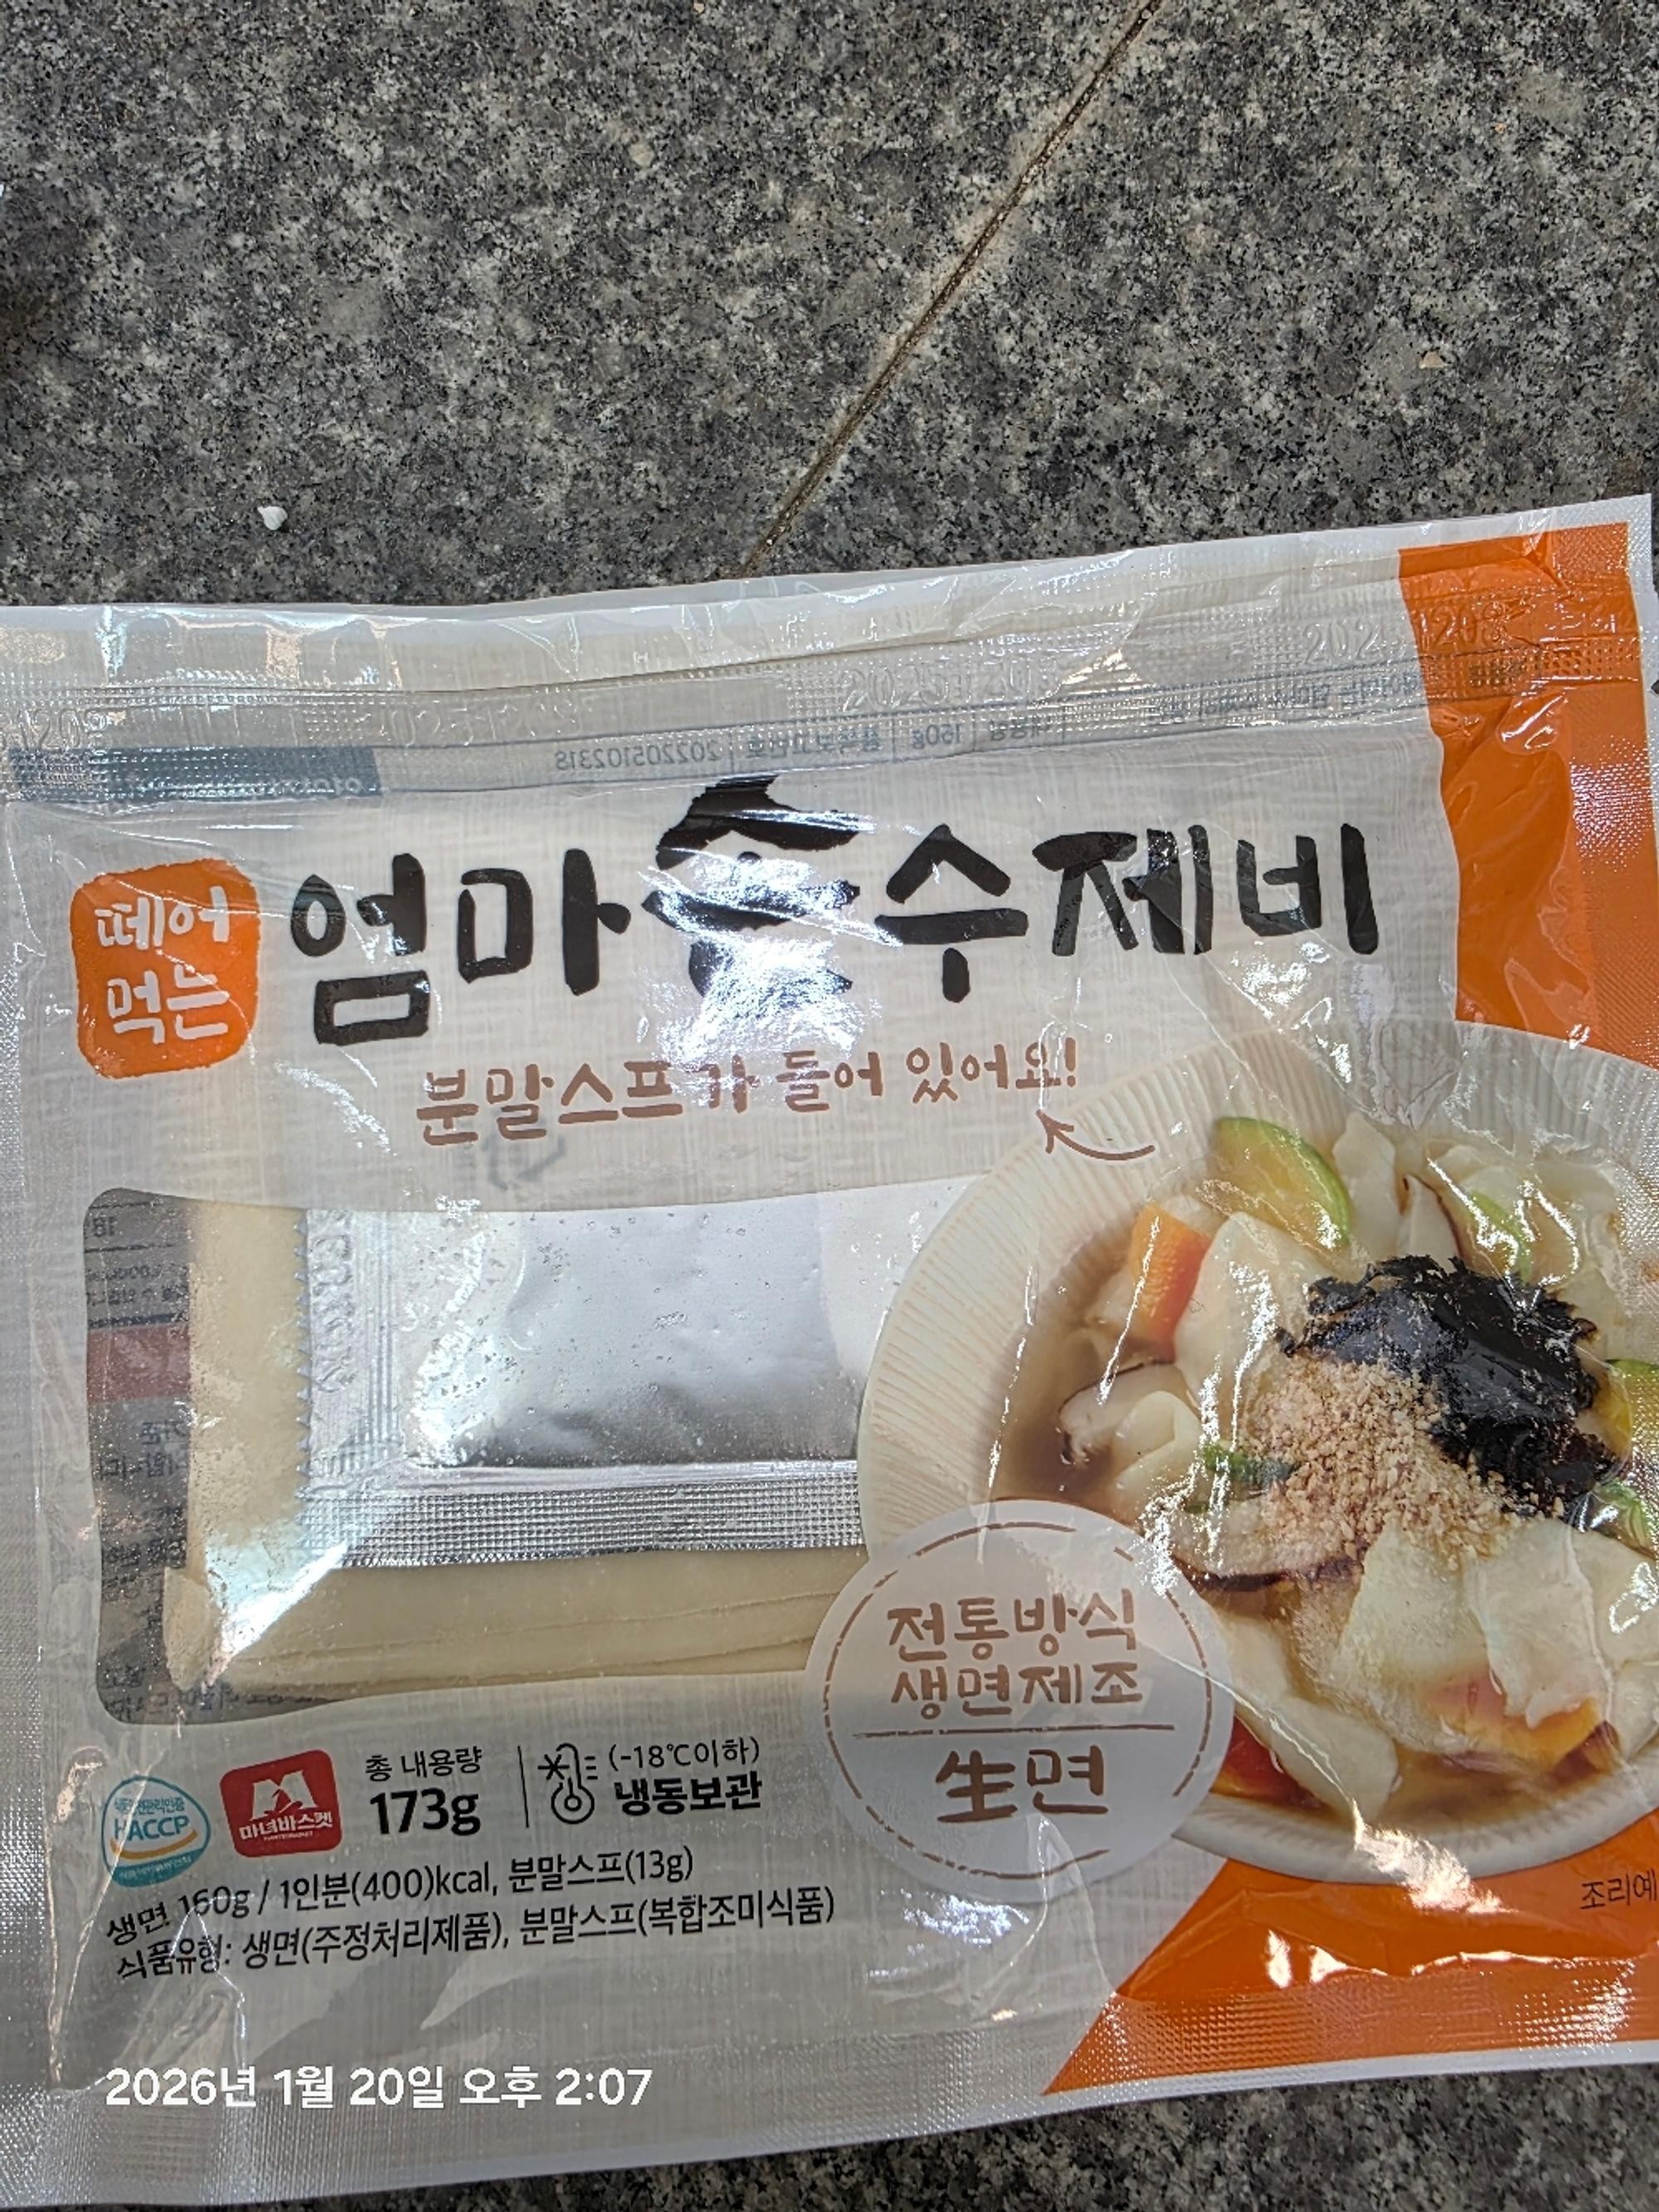 떼어
먹는
엄마손수제비
분말스프가 들어 있어요!
전통방식
생면제조
生면
HACCP
마녀바스켓
총 내용량
173g
(-18℃이하)
냉동보관
생면 160g / 1인분(400)kcal, 분말스프(13g)
식품유형: 생면(주정처리제품), 분말스프(복합조미식품)
조리예
2026년 1월 20일 오후 2:07